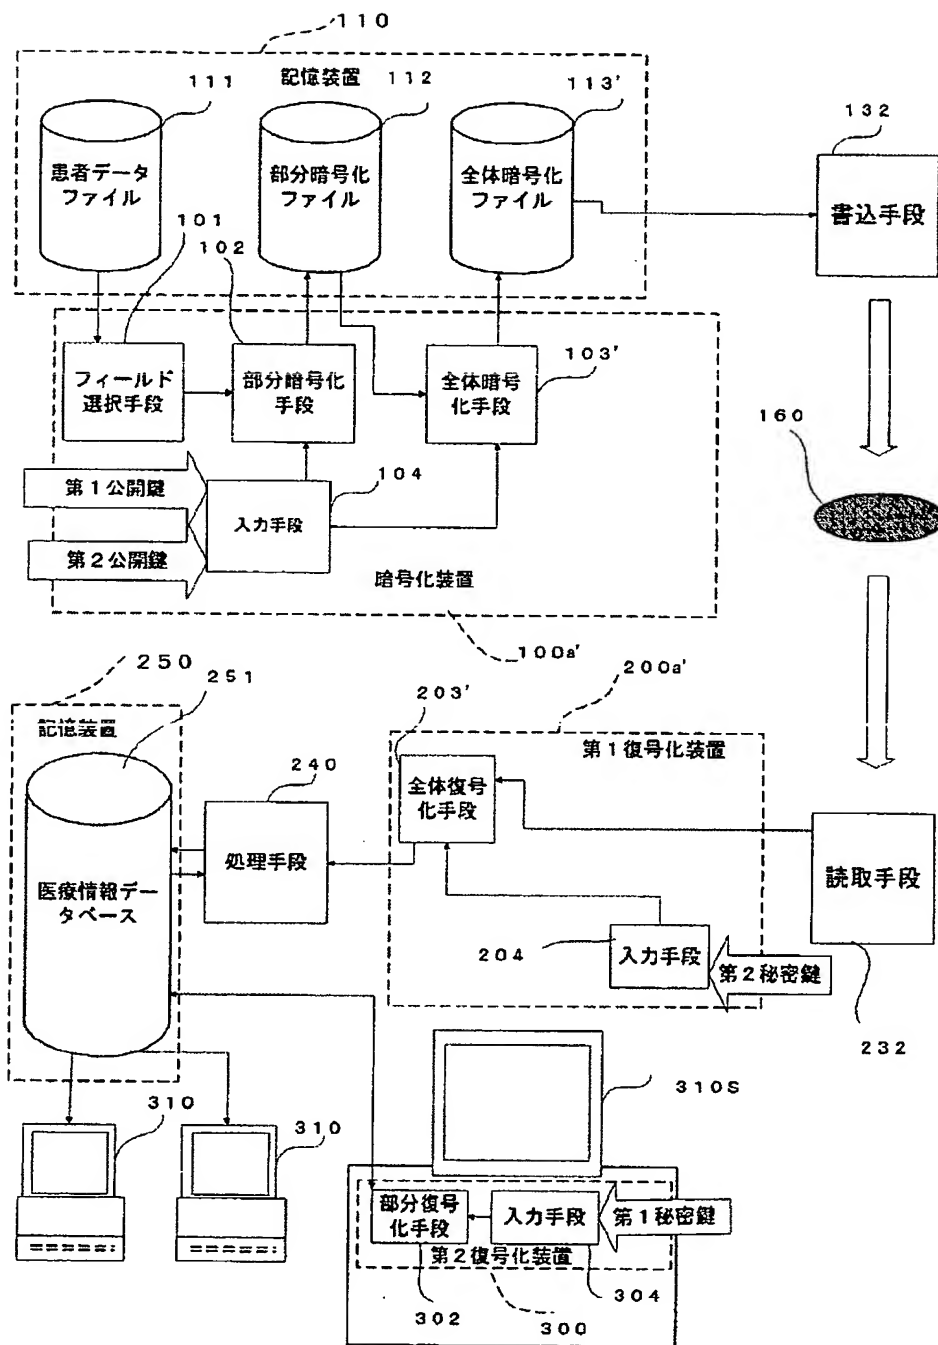 110
記憶装置
111
112
113'
132
患者データ
ファイル
部分暗号化
ファイル
全体暗号化
ファイル
書込手段
101
102
フィールド
選択手段
部分暗号化
手段
全体暗号
化手段
103'
160
第1公開鍵
104
入力手段
第2公開鍵
暗号化装置
100a'
250
251
記憶装置
200a'
203'
第1復号化装置
240
全体復号
化手段
処理手段
医療情報デー
タベース
読取手段
204
入力手段
第2秘密鍵
232
310S
310
310
部分復号
化手段
入力手段
第1秘密鍵
第2復号化装置
302
300
304